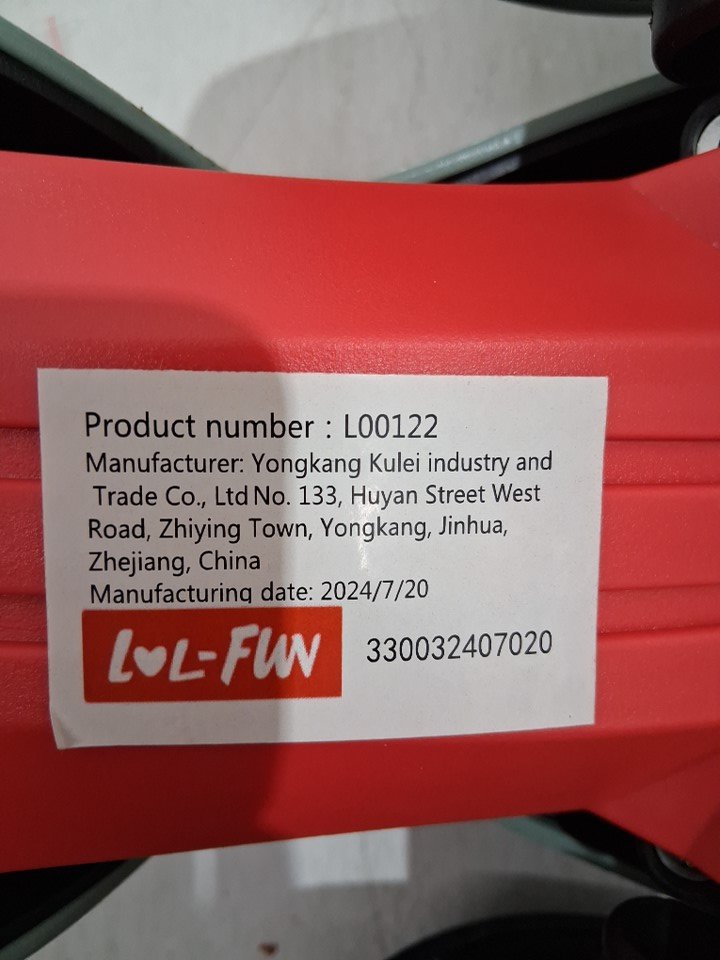 Product number : L00122
Manufacturer: Yongkang Kulei industry and
Trade Co., Ltd No. 133, Huyan Street West
Road, Zhiying Town, Yongkang, Jinhua,
Zhejiang, China
Manufacturing date: 2024/7/20
LOL-FUN 330032407020